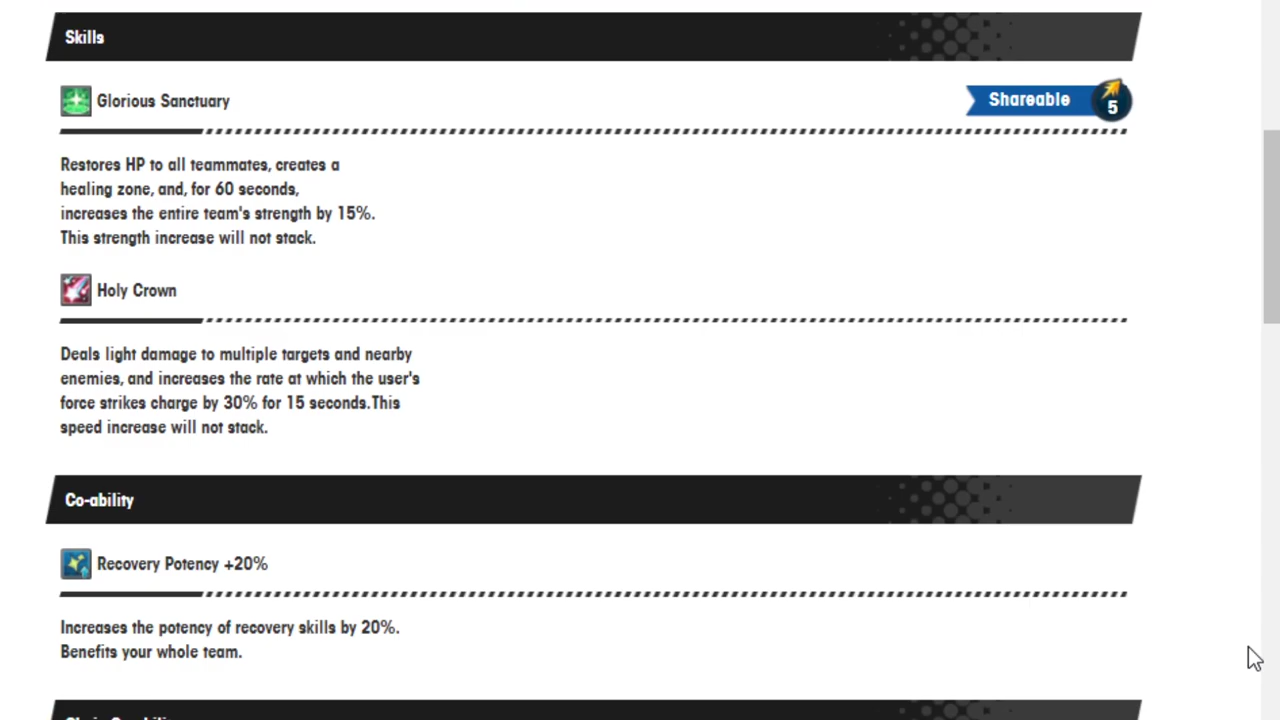 Skills
Glorious Sanctuary
Shareable
5
Restores HP to all teammates, creates a
healing zone, and, for 60 seconds,
increases the entire team's strength by 15%.
This strength increase will not stack.
Holy Crown
Deals light damage to multiple targets and nearby
enemies, and increases the rate at which the user's
force strikes charge by 30% for 15 seconds.This
speed increase will not stack.
Co-ability
Recovery Potency +20%
Increases the potency of recovery skills by 20%.
Benefits your whole team.